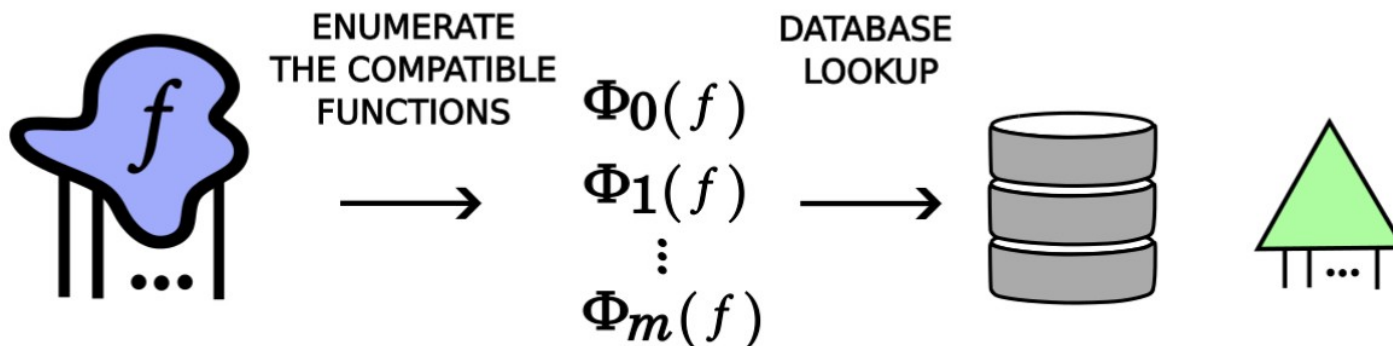 f
ENUMERATE
THE COMPATIBLE
FUNCTIONS
Φ0(f)
Φ1(f)
⋮
Φm(f)
DATABASE
LOOKUP
...
...